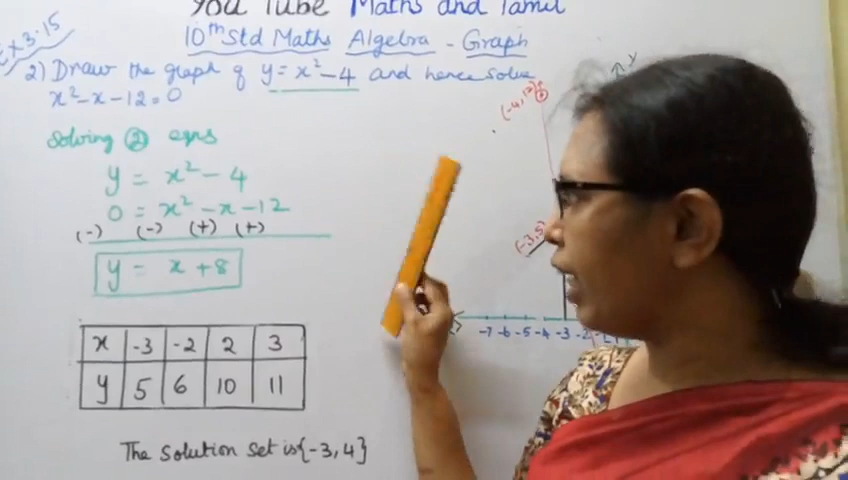 You Tube Maths and Tamil
Ex 3.15
10th Std Maths Algebra - Graph
2) Draw the graph of y = x² - 4 and hence solve
x² - x - 12 = 0
Solving ② eqns
y = x² - 4
0 = x² - x - 12
(-) (-) (+) (+)
y = x + 8
x -3 -2 2 3
y 5 6 10 11
The Solution Set is {-3, 4}
y
(-4, 12)
(-3, 5)
-7 -6 -5 -4 -3 -2